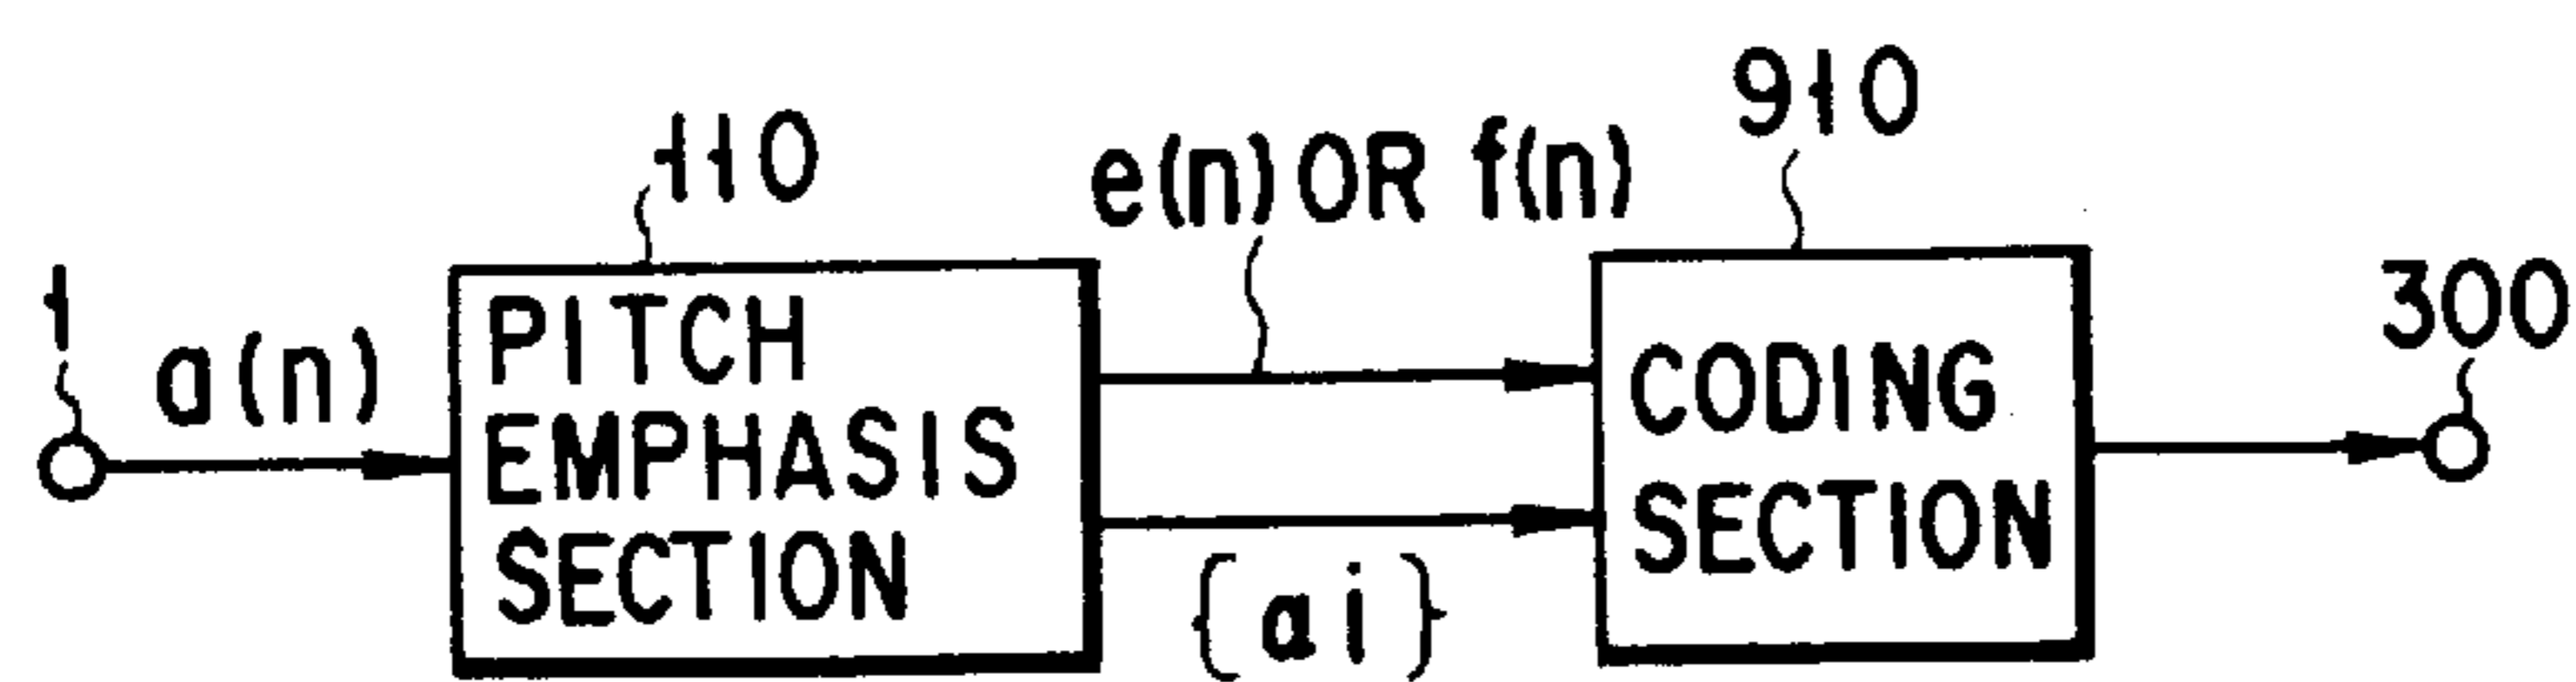 1
a(n)
110
PITCH
EMPHASIS
SECTION
e(n) OR f(n)
{ai}
910
CODING
SECTION
300